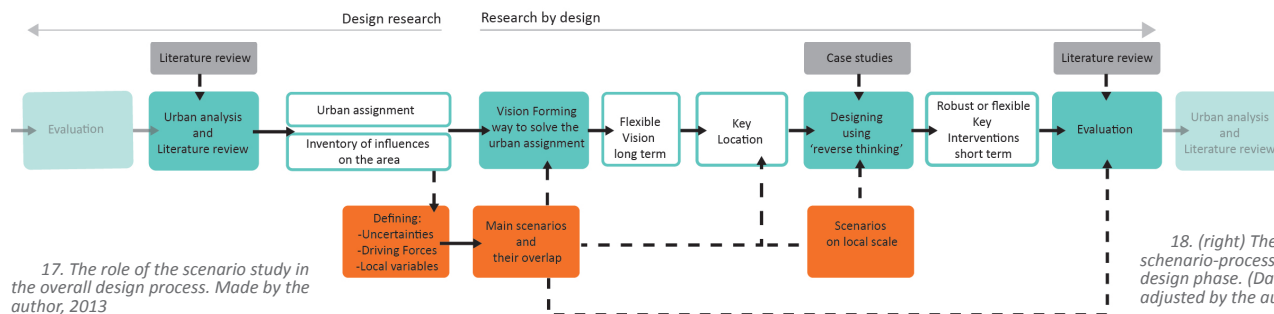 Design research
Research by design
Literature review
Case studies
Literature review
Evaluation
Urban analysis
and
Literature review
Urban assignment
Inventory of influences
on the area
Vision Forming
way to solve the
urban assignment
Flexible
Vision
long term
Key
Location
Designing
using
'reverse thinking'
Robust or flexible
Key
Interventions
short term
Evaluation
Urban analysis
and
Literature review
Defining:
-Uncertainties
-Driving Forces
-Local variables
Main scenarios
and
their overlap
Scenarios
on local scale
17. The role of the scenario study in
the overall design process. Made by the
author, 2013
18. (right) The
schenario-process
design phase. (Da
adjusted by the au